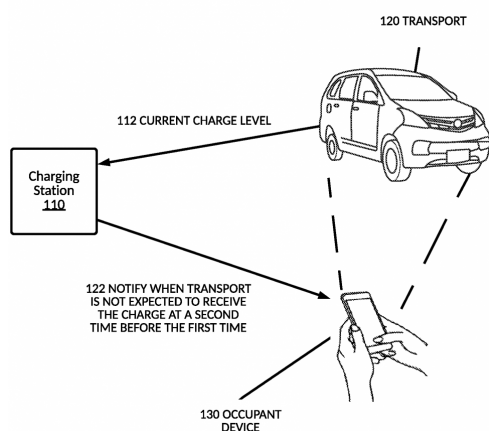 120 TRANSPORT
112 CURRENT CHARGE LEVEL
Charging
Station
110
122 NOTIFY WHEN TRANSPORT
IS NOT EXPECTED TO RECEIVE
THE CHARGE AT A SECOND
TIME BEFORE THE FIRST TIME
130 OCCUPANT
DEVICE